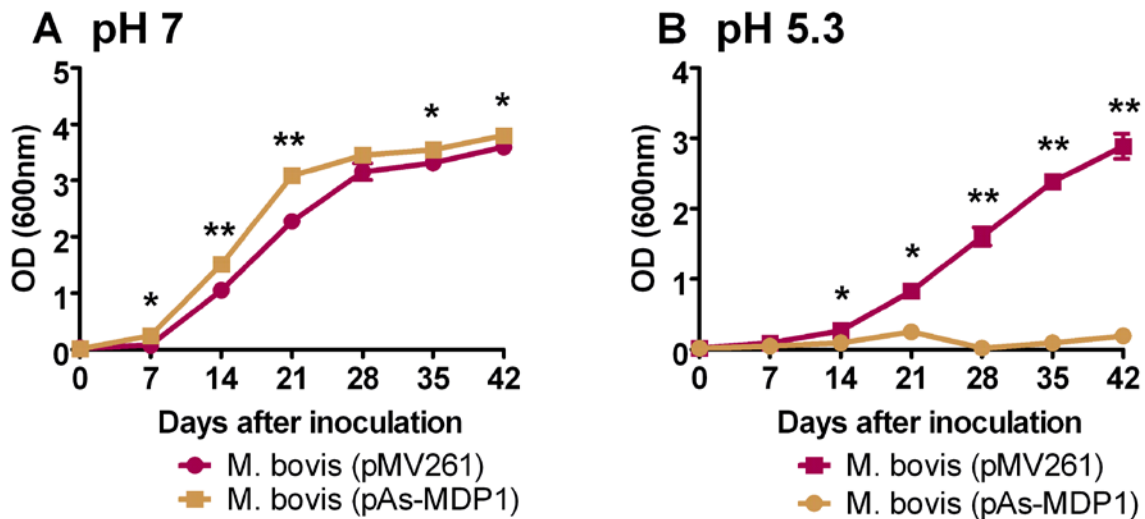 A pH 7
5
4
3
2
1
0
OD (600nm)
*
**
**
*
*
0 7 14 21 28 35 42
Days after inoculation
M. bovis (pMV261)
M. bovis (pAs-MDP1)
B pH 5.3
4
3
2
1
0
OD (600nm)
*
*
**
**
**
0 7 14 21 28 35 42
Days after inoculation
M. bovis (pMV261)
M. bovis (pAs-MDP1)